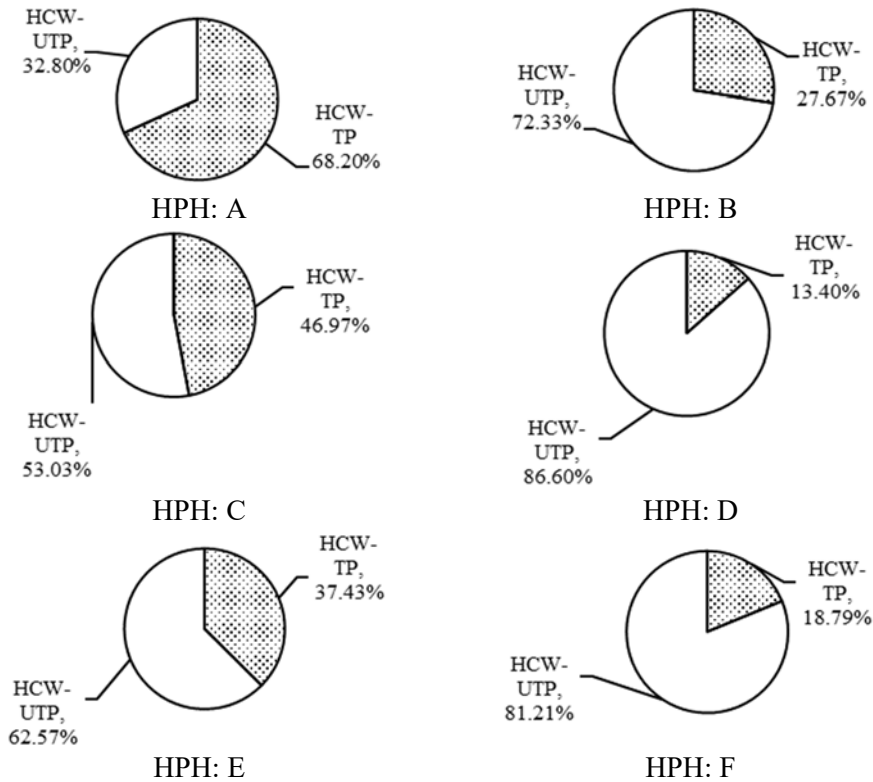 HCW-
UTP,
32.80%
HCW-
TP
68.20%
HPH: A
HCW-
TP,
27.67%
HCW-
UTP,
72.33%
HPH: B
HCW-
TP,
46.97%
HCW-
UTP,
53.03%
HPH: C
HCW-
TP,
13.40%
HCW-
UTP,
86.60%
HPH: D
HCW-
TP,
37.43%
HCW-
UTP,
62.57%
HPH: E
HCW-
TP,
18.79%
HCW-
UTP,
81.21%
HPH: F